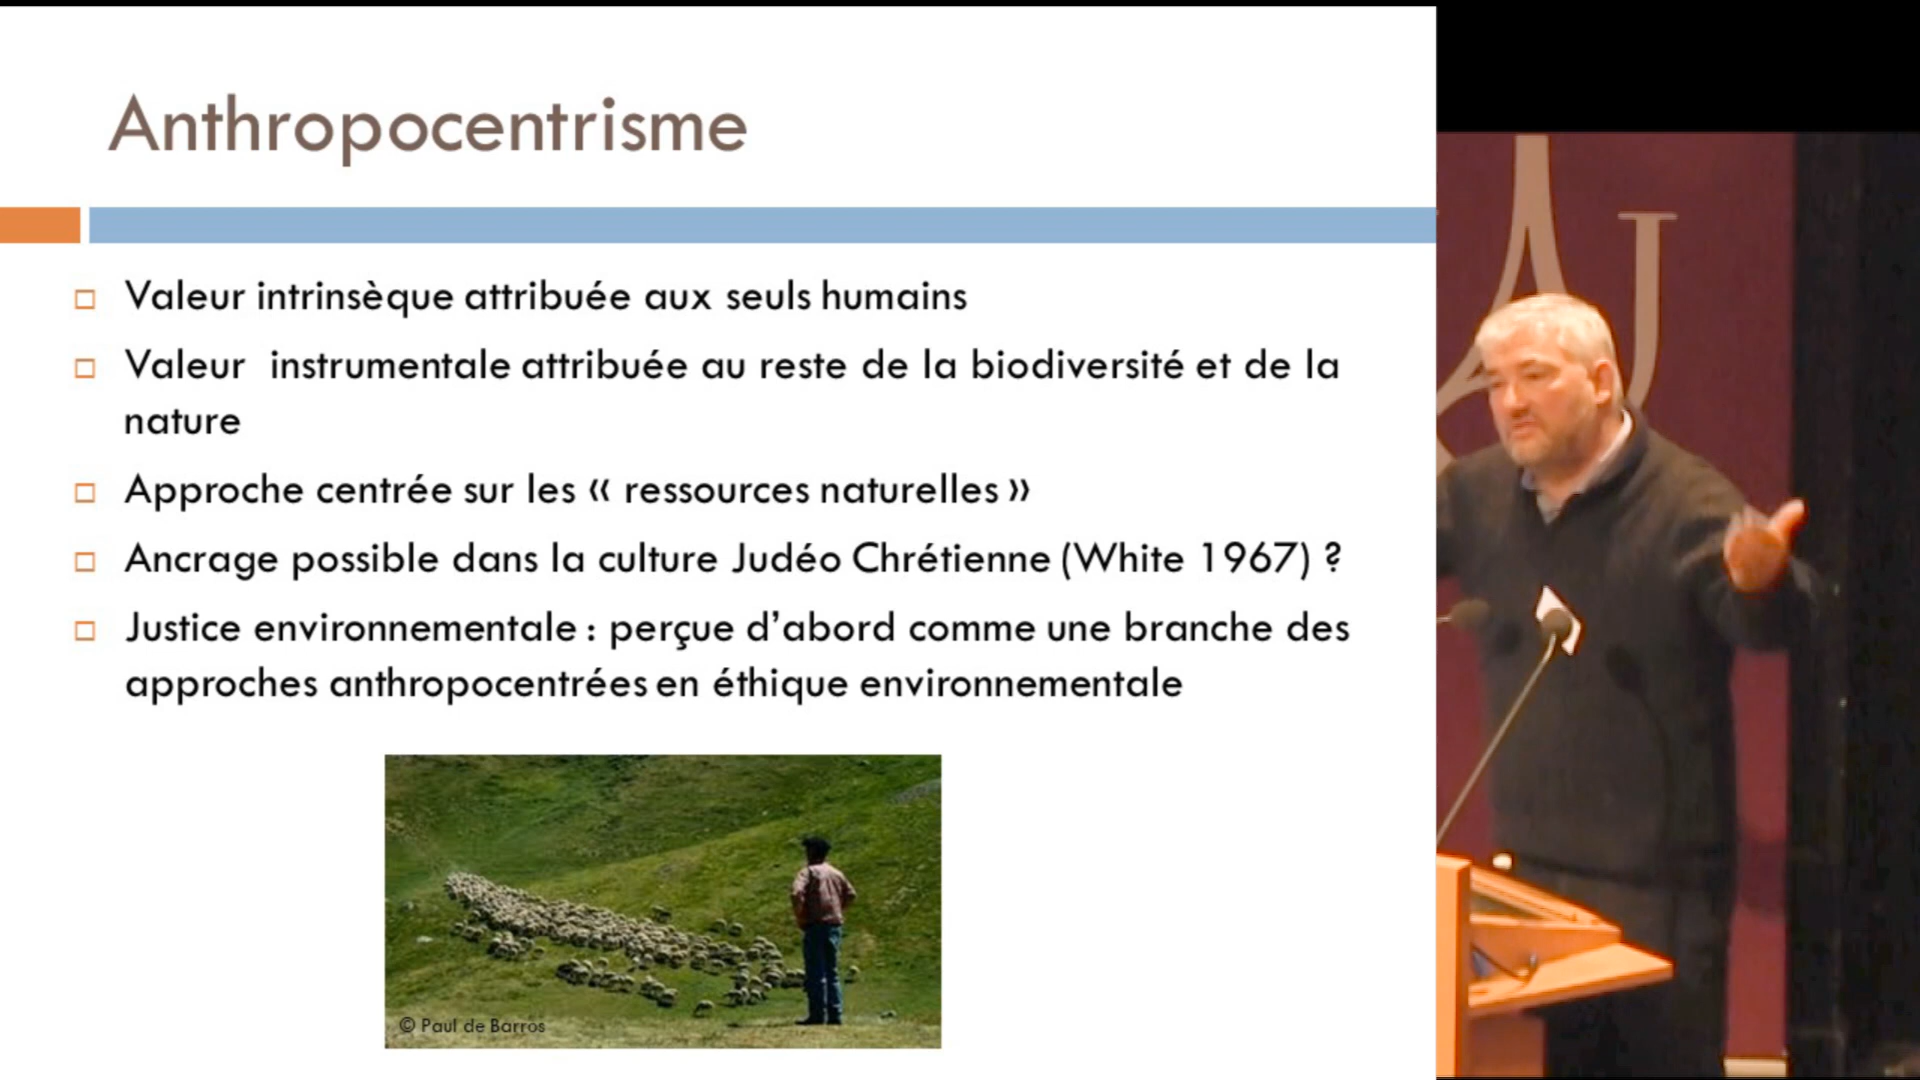 Anthropocentrisme
Valeur intrinsèque attribuée aux seuls humains
Valeur instrumentale attribuée au reste de la biodiversité et de la
nature
Approche centrée sur les « ressources naturelles »
Ancrage possible dans la culture Judéo Chrétienne (White 1967) ?
Justice environnementale : perçue d’abord comme une branche des
approches anthropocentrées en éthique environnementale
© Paul de Barros